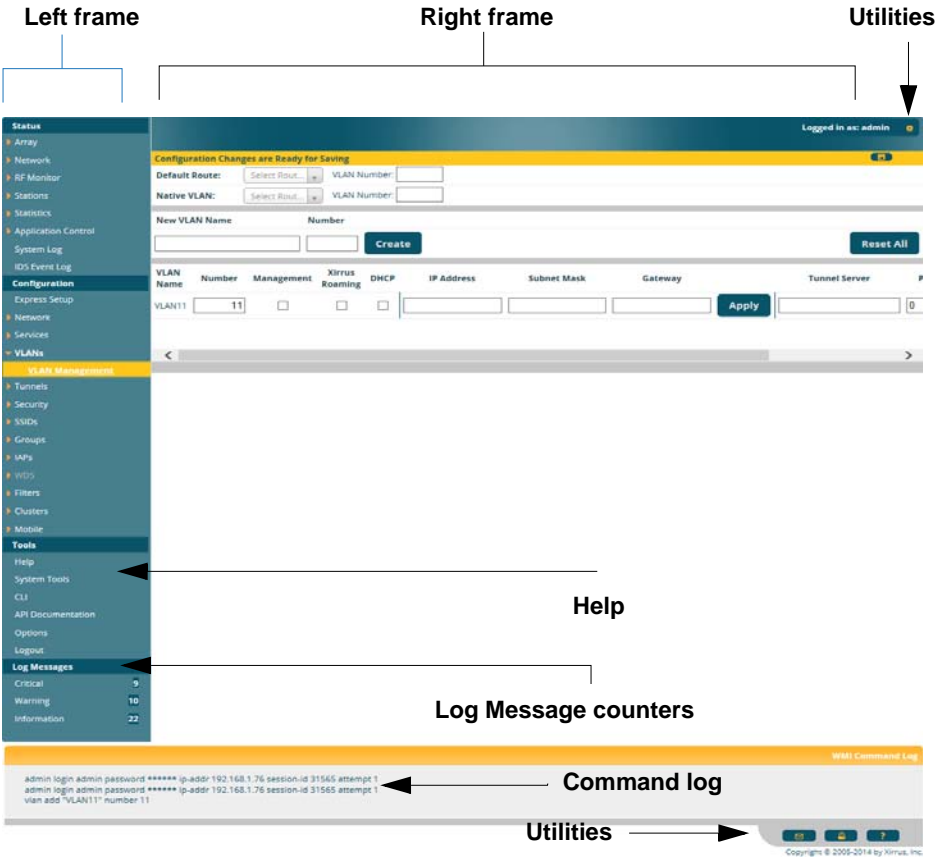 Left frame
Right frame
Utilities
Status
Array
Network
RF Monitor
Stations
Statistics
Application Control
System Log
IDS Event Log
Configuration
Express Setup
Network
Services
VLANs
VLAN Management
Tunnels
Security
SSIDs
Groups
IAPs
WDS
Filters
Clusters
Mobile
Tools
Help
System Tools
CLI
API Documentation
Options
Logout
Log Messages
Critical 9
Warning 10
Information 22
Logged in as: admin
Configuration Changes are Ready for Saving
Default Route: Select Rout... VLAN Number:
Native VLAN: Select Rout... VLAN Number:
New VLAN Name Number
Create Reset All
VLAN Name Number Management Xirrus Roaming DHCP IP Address Subnet Mask Gateway Tunnel Server P
VLAN11 11 Apply 0
Help
Log Message counters
WMI Command Log
admin login admin password ****** ip-addr 192.168.1.76 session-id 31565 attempt 1
admin login admin password ****** ip-addr 192.168.1.76 session-id 31565 attempt 1
vlan add "VLAN11" number 11
Command log
Utilities
?
Copyright © 2005-2014 by Xirrus, Inc.